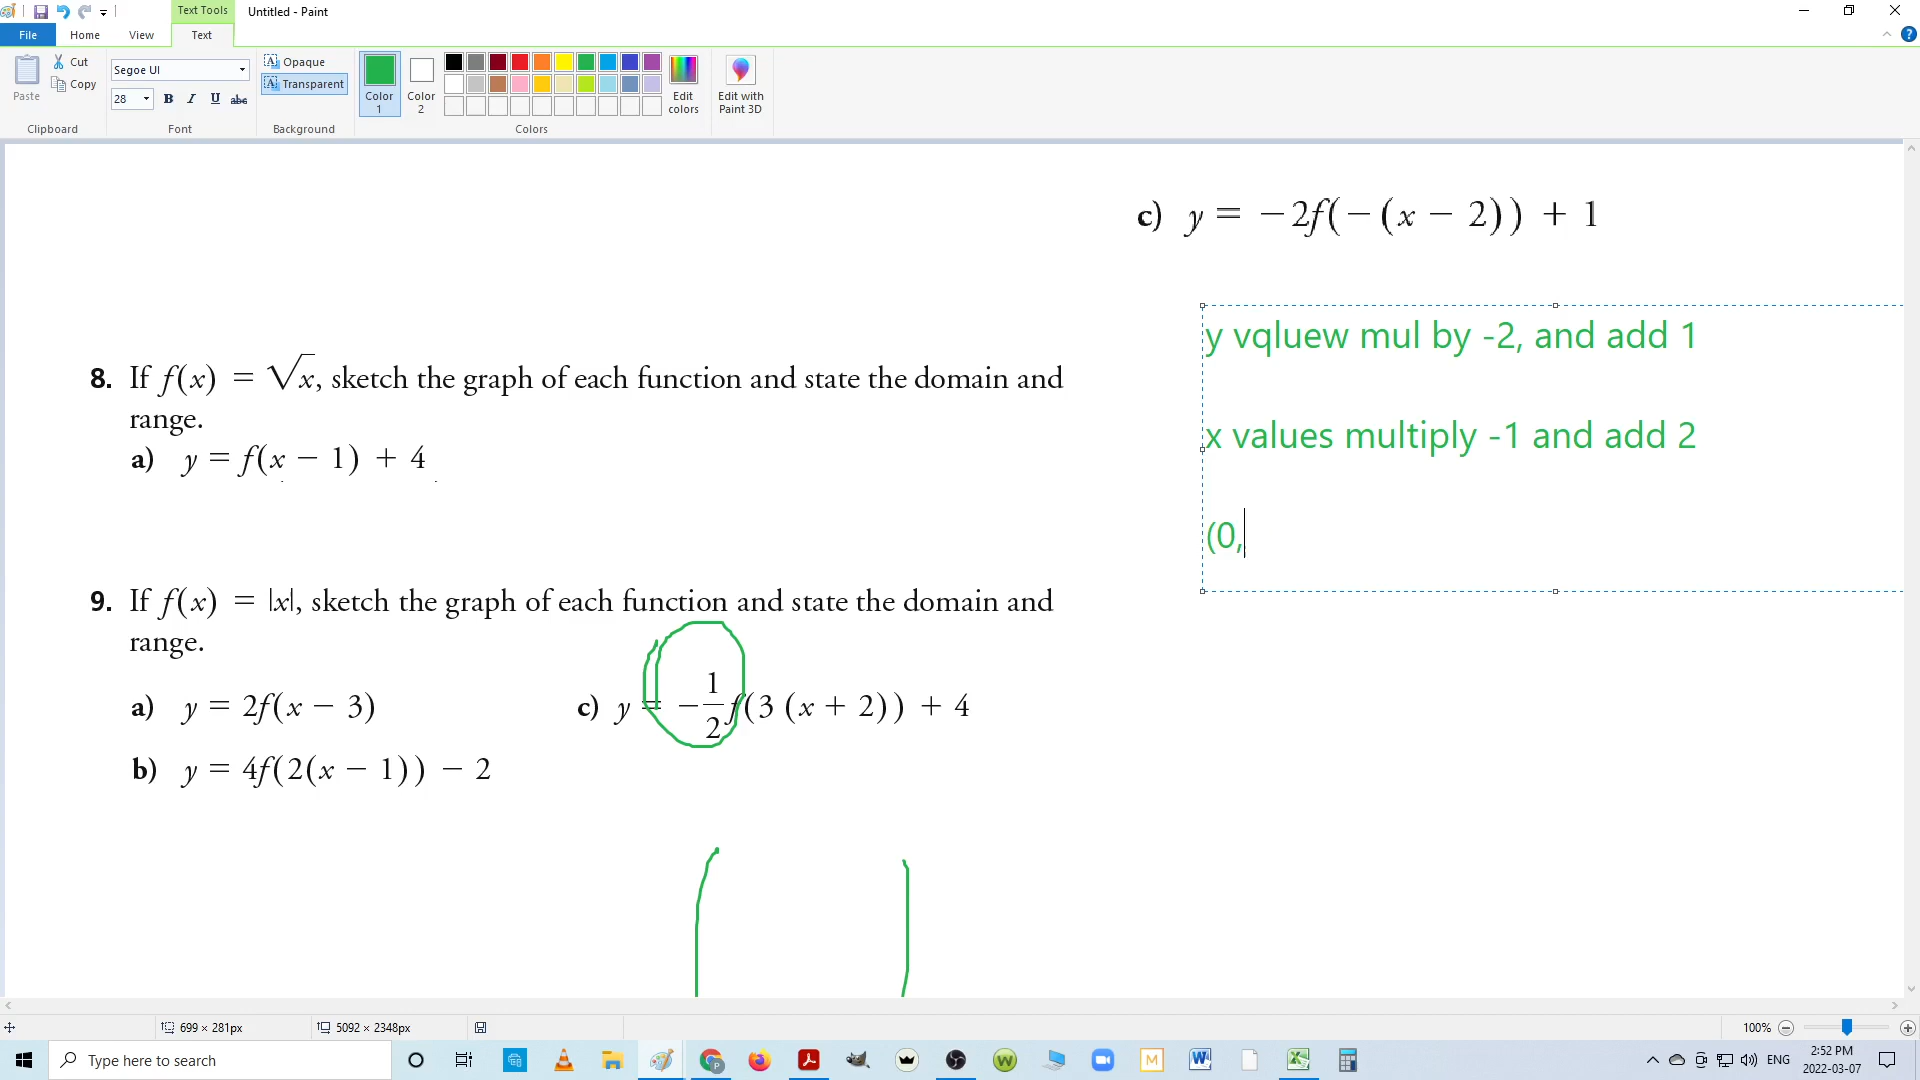 Text Tools
Untitled - Paint
File
Home
View
Text
Paste
Cut
Copy
Clipboard
Segoe UI
28
B I U abc
Font
Opaque
Transparent
Background
Color 1
Color 2
Edit colors
Colors
Edit with Paint 3D
c) y = −2f(−(x − 2)) + 1
y vqluew mul by -2, and add 1
x values multiply -1 and add 2
(0,
8. If f(x) = √x, sketch the graph of each function and state the domain and
range.
a) y = f(x − 1) + 4
9. If f(x) = |x|, sketch the graph of each function and state the domain and
range.
a) y = 2f(x − 3)
c) y = −1/2 f(3 (x + 2)) + 4
b) y = 4f(2(x − 1)) − 2
699 × 281px
5092 × 2348px
100%
Type here to search
ENG
2:52 PM
2022-03-07